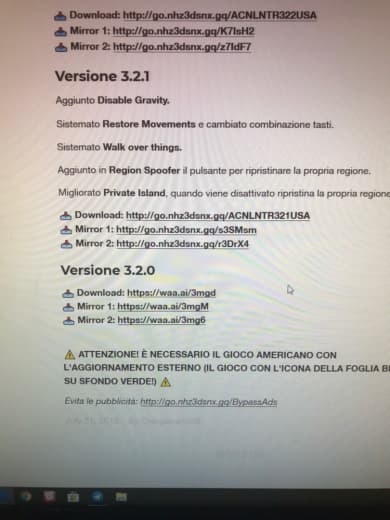 Download: http://go.nhz3dsnx.gq/ACNLNTR322USA
Mirror 1: http://go.nhz3dsnx.gq/K7IsH2
Mirror 2: http://go.nhz3dsnx.gq/z7IdF7
Versione 3.2.1
Aggiunto Disable Gravity.
Sistemato Restore Movements e cambiato combinazione tasti.
Sistemato Walk over things.
Aggiunto in Region Spoofer il pulsante per ripristinare la propria regione.
Migliorato Private Island, quando viene disattivato ripristina la propria regione
Download: http://go.nhz3dsnx.gq/ACNLNTR321USA
Mirror 1: http://go.nhz3dsnx.gq/s3SMsm
Mirror 2: http://go.nhz3dsnx.gq/r3DrX4
Versione 3.2.0
Download: https://waa.ai/3mgd
Mirror 1: https://waa.ai/3mgM
Mirror 2: https://waa.ai/3mg6
ATTENZIONE! È NECESSARIO IL GIOCO AMERICANO CON
L'AGGIORNAMENTO ESTERNO (IL GIOCO CON L'ICONA DELLA FOGLIA
SU SFONDO VERDE!)
Evita le pubblicità: http://go.nhz3dsnx.gq/BypassAds